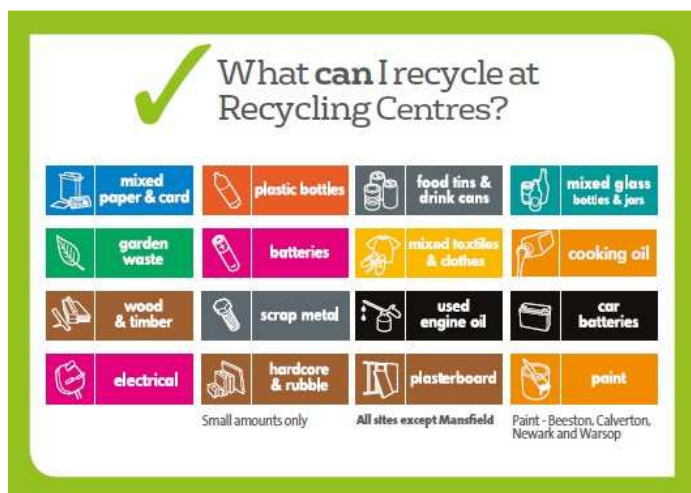 What can I recycle at
Recycling Centres?
mixed
paper & card
plastic bottles
food tins &
drink cans
mixed glass
bottles & jars
garden
waste
batteries
mixed textiles
& clothes
cooking oil
wood
& timber
scrap metal
used
engine oil
car
batteries
electrical
hardcore
& rubble
plasterboard
paint
Small amounts only
All sites except Mansfield
Paint - Beeston, Calverton,
Newark and Warsop